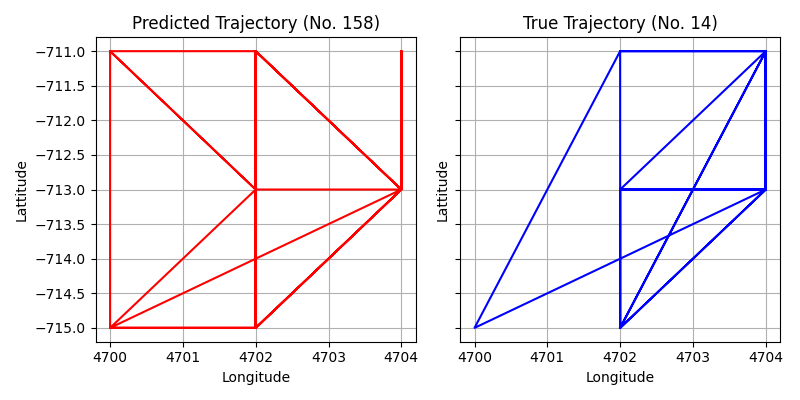 Predicted Trajectory (No. 158)
True Trajectory (No. 14)
−711.0
−711.5
−712.0
−712.5
−713.0
−713.5
−714.0
−714.5
−715.0
Lattitude
Lattitude
4700 4701 4702 4703 4704
4700 4701 4702 4703 4704
Longitude
Longitude